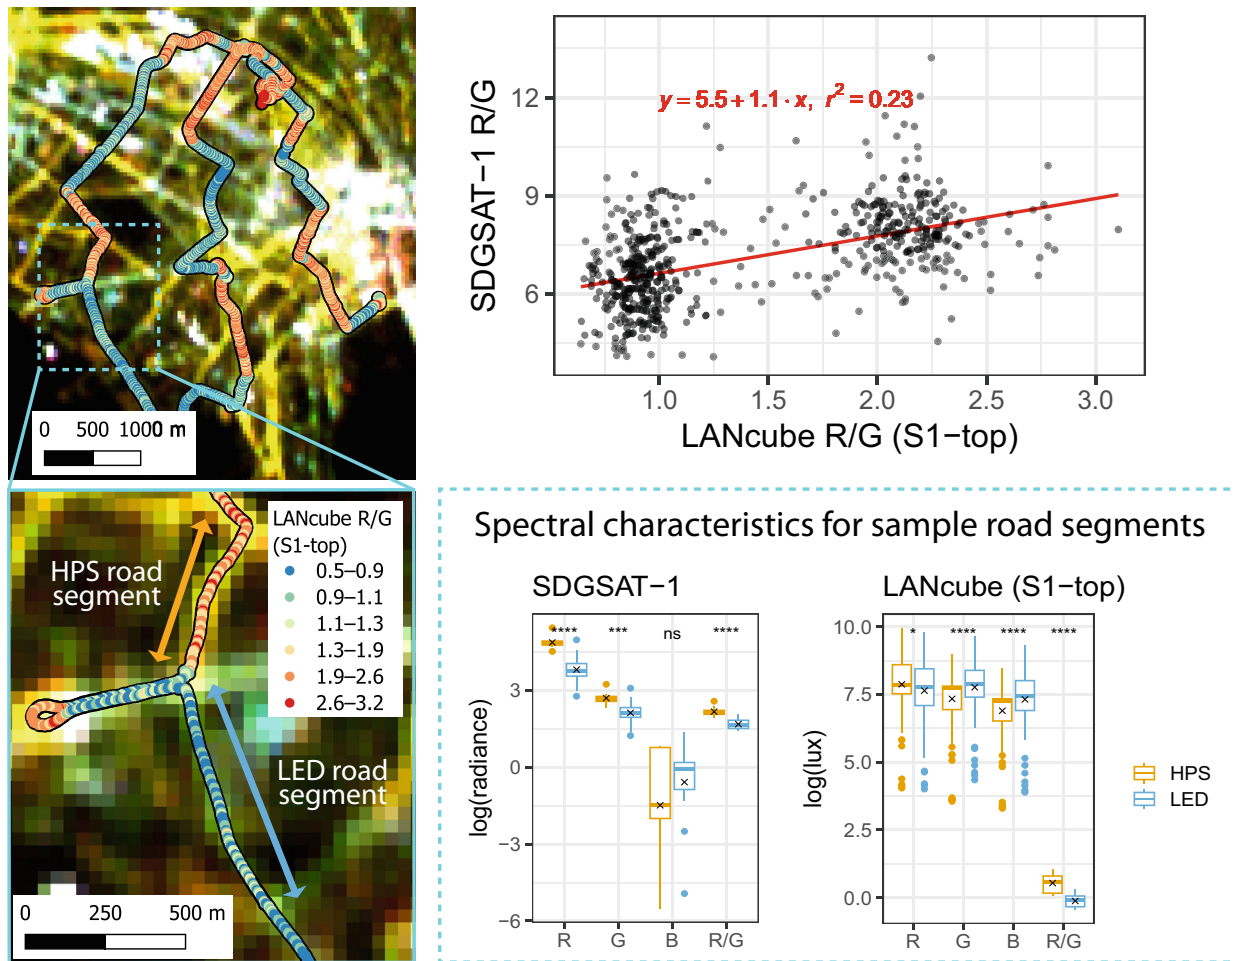 0 500 1000 m
y = 5.5 + 1.1 · x, r² = 0.23
SDGSAT−1 R/G
12
9
6
1.0 1.5 2.0 2.5 3.0
LANcube R/G (S1−top)
LANcube R/G
(S1-top)
0.5–0.9
0.9–1.1
1.1–1.3
1.3–1.9
1.9–2.6
2.6–3.2
HPS road
segment
LED road
segment
0 250 500 m
Spectral characteristics for sample road segments
SDGSAT−1
**** *** ns ****
log(radiance)
3
0
−3
−6
R G B R/G
LANcube (S1−top)
* **** **** ****
log(lux)
10.0
7.5
5.0
2.5
0.0
R G B R/G
HPS
LED